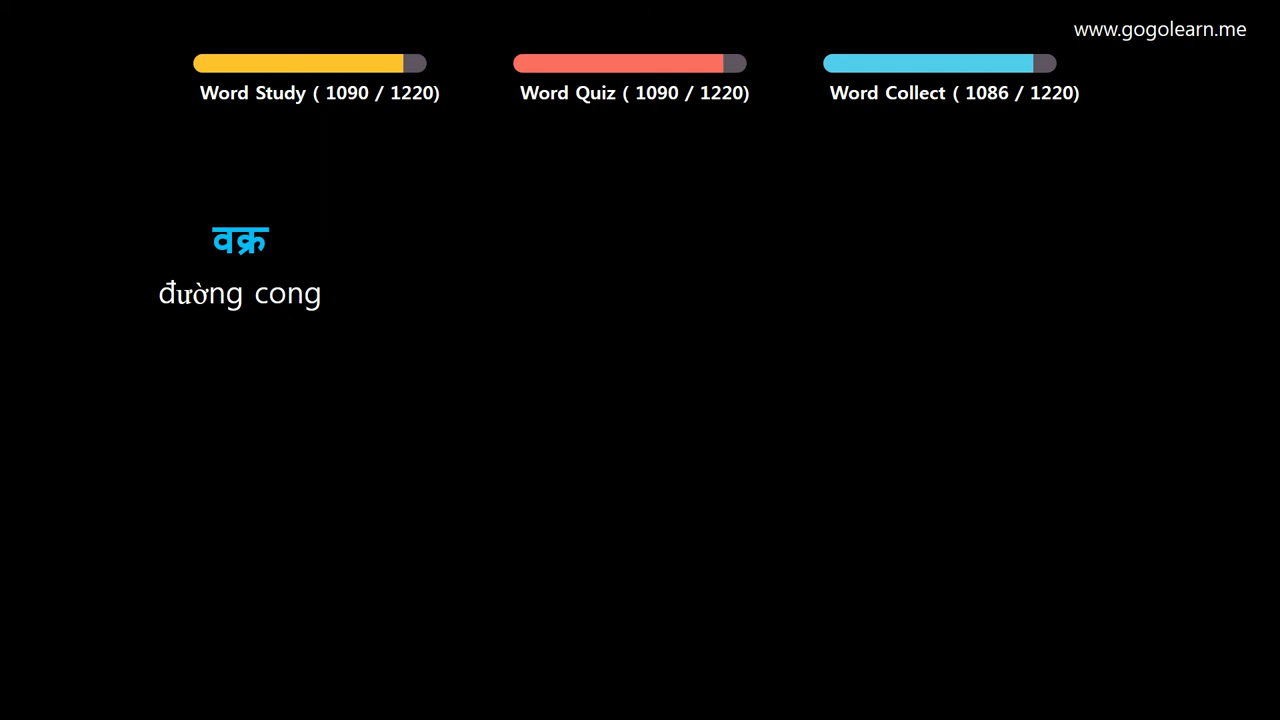 www.gogolearn.me
Word Study ( 1090 / 1220)
Word Quiz ( 1090 / 1220)
Word Collect ( 1086 / 1220)
वक्र
đường cong